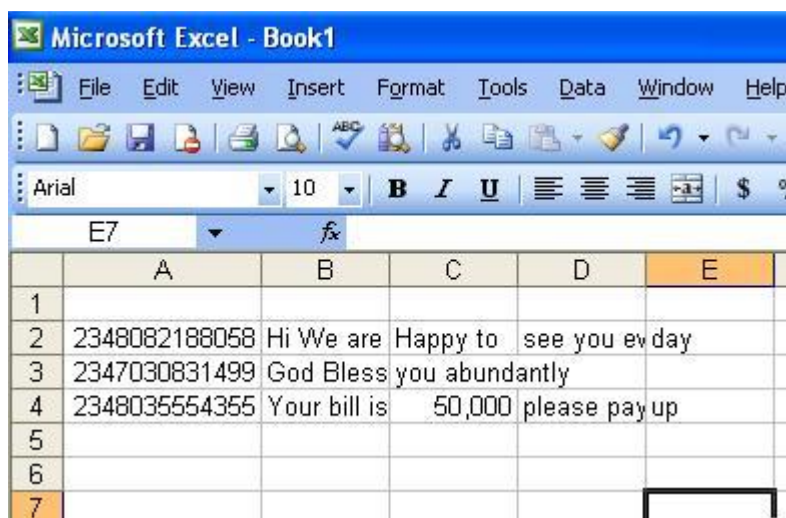 Microsoft Excel - Book1
File Edit View Insert Format Tools Data Window Help
ABC
Arial 10 B I U a $
E7 fx
A B C D E
1
2 2348082188058 Hi We are Happy to see you ev day
3 2347030831499 God Bless you abundantly
4 2348035554355 Your bill is 50,000 please pay up
5
6
7